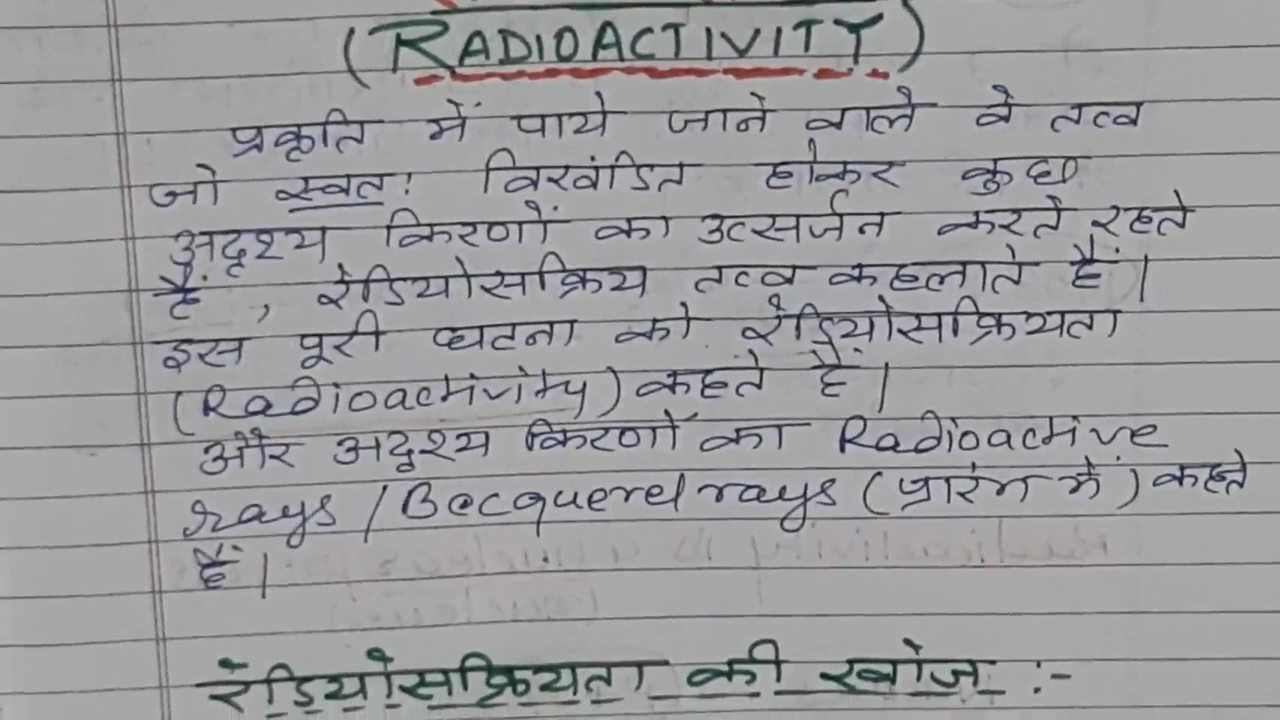 (RADIOACTIVITY)
प्रकृति में पाये जाने वाले वे तत्व
जो स्वतः विखंडित होकर कुछ
अदृश्य किरणों का उत्सर्जन करते रहते
हैं, रेडियोसक्रिय तत्व कहलाते हैं।
इस पूरी घटना को रेडियोसक्रियता
(Radioactivity) कहते हैं।
और अदृश्य किरणों का Radioactive
rays / Becquerel rays (प्रारंभ में) कहते
हैं।
रेडियोसक्रियता की खोज :-